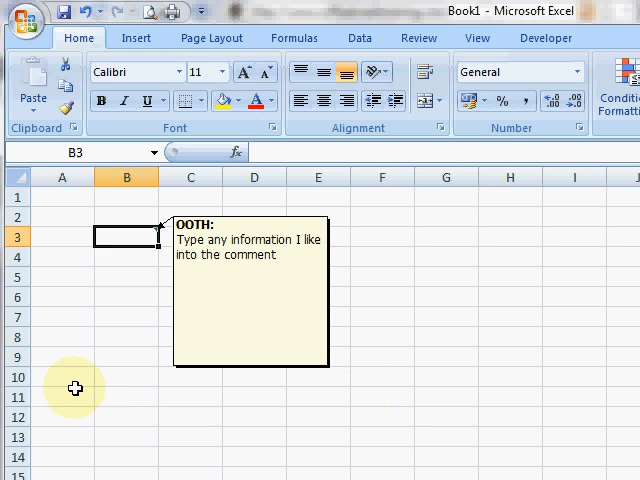 Book1 - Microsoft Excel
Home Insert Page Layout Formulas Data Review View Developer
Paste
Calibri 11 A A
B I U A
General
% ,
Clipboard Font Alignment Number
B3 fx
A B C D E F G H I
1
2
3
4
5
6
7
8
9
10
11
12
13
14
15
OOTH:
Type any information I like
into the comment